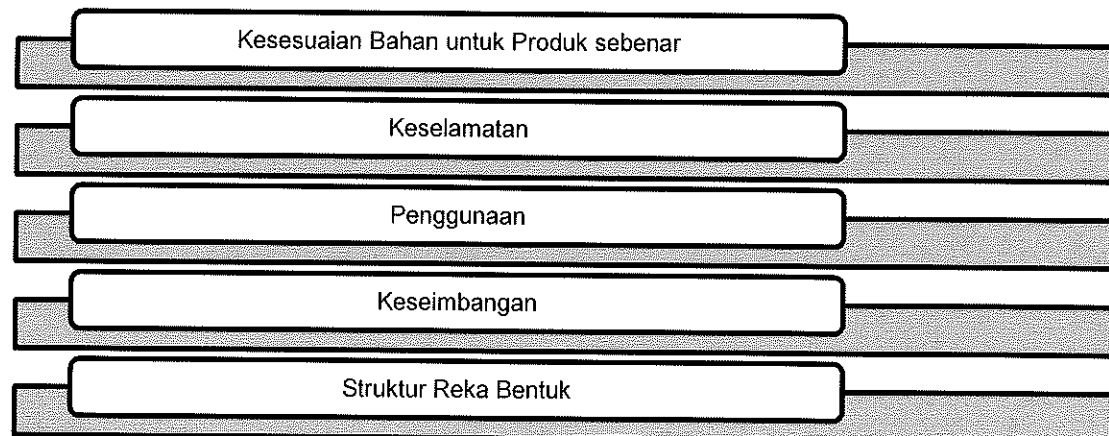 Kesesuaian Bahan untuk Produk sebenar
Keselamatan
Penggunaan
Keseimbangan
Struktur Reka Bentuk